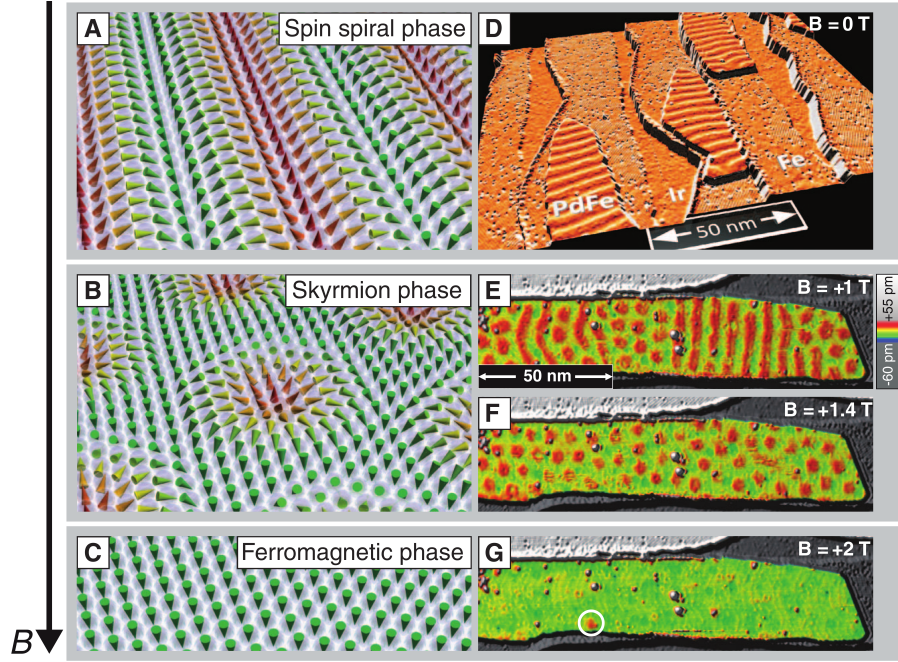 A
Spin spiral phase
D
B = 0 T
PdFe
Ir
Fe
50 nm
B
Skyrmion phase
E
B = +1 T
+55 pm
-60 pm
50 nm
F
B = +1.4 T
C
Ferromagnetic phase
G
B = +2 T
B